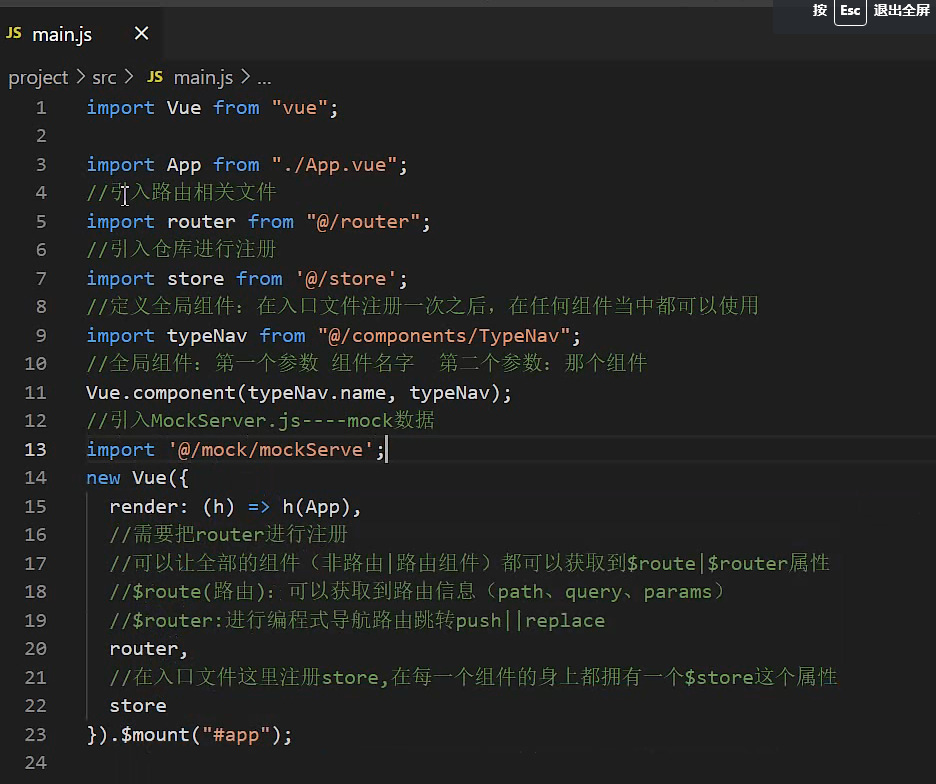 按 Esc 退出全屏
JS main.js ×
project > src > JS main.js > ...
1 import Vue from "vue";
2
3 import App from "./App.vue";
4 //引入路由相关文件
5 import router from "@/router";
6 //引入仓库进行注册
7 import store from '@/store';
8 //定义全局组件：在入口文件注册一次之后，在任何组件当中都可以使用
9 import typeNav from "@/components/TypeNav";
10 //全局组件：第一个参数 组件名字  第二个参数：那个组件
11 Vue.component(typeNav.name, typeNav);
12 //引入MockServer.js----mock数据
13 import '@/mock/mockServe';
14 new Vue({
15   render: (h) => h(App),
16   //需要把router进行注册
17   //可以让全部的组件（非路由|路由组件）都可以获取到$route|$router属性
18   //$route(路由)：可以获取到路由信息（path、query、params）
19   //$router:进行编程式导航路由跳转push||replace
20   router,
21   //在入口文件这里注册store,在每一个组件的身上都拥有一个$store这个属性
22   store
23 }).$mount("#app");
24